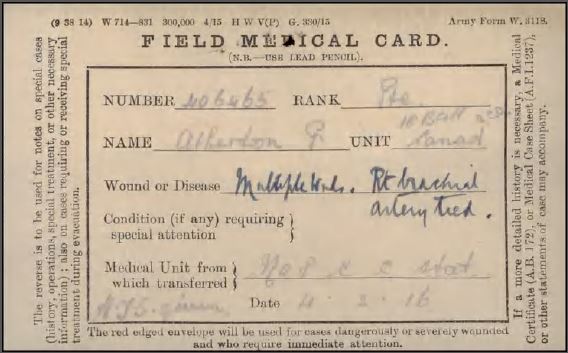 (9 38 14) W 714—831 300,000 4/15 H W V(P) G. 330/15 Army Form W. 3118.
FIELD MEDICAL CARD.
(N.B.—USE LEAD PENCIL).
NUMBER 406465 RANK Pte.
NAME UNIT Canad
Wound or Disease Multiple Wnds. Rt brachial
artery tied.
Condition (if any) requiring
special attention
Medical Unit from
which transferred No 8 C C Stat
A.T.S. given Date 4 3 16
The red edged envelope will be used for cases dangerously or severely wounded
and who require immediate attention.
The reverse is to be used for notes on special cases
(history, operations, special treatment, or other necessary
information); also on cases requiring or receiving special
treatment during evacuation.
If a more detailed history is necessary, a Medical
Certificate (A.B. 172), or Medical Case Sheet (A.F.I. 1237),
or other statements of case may accompany.